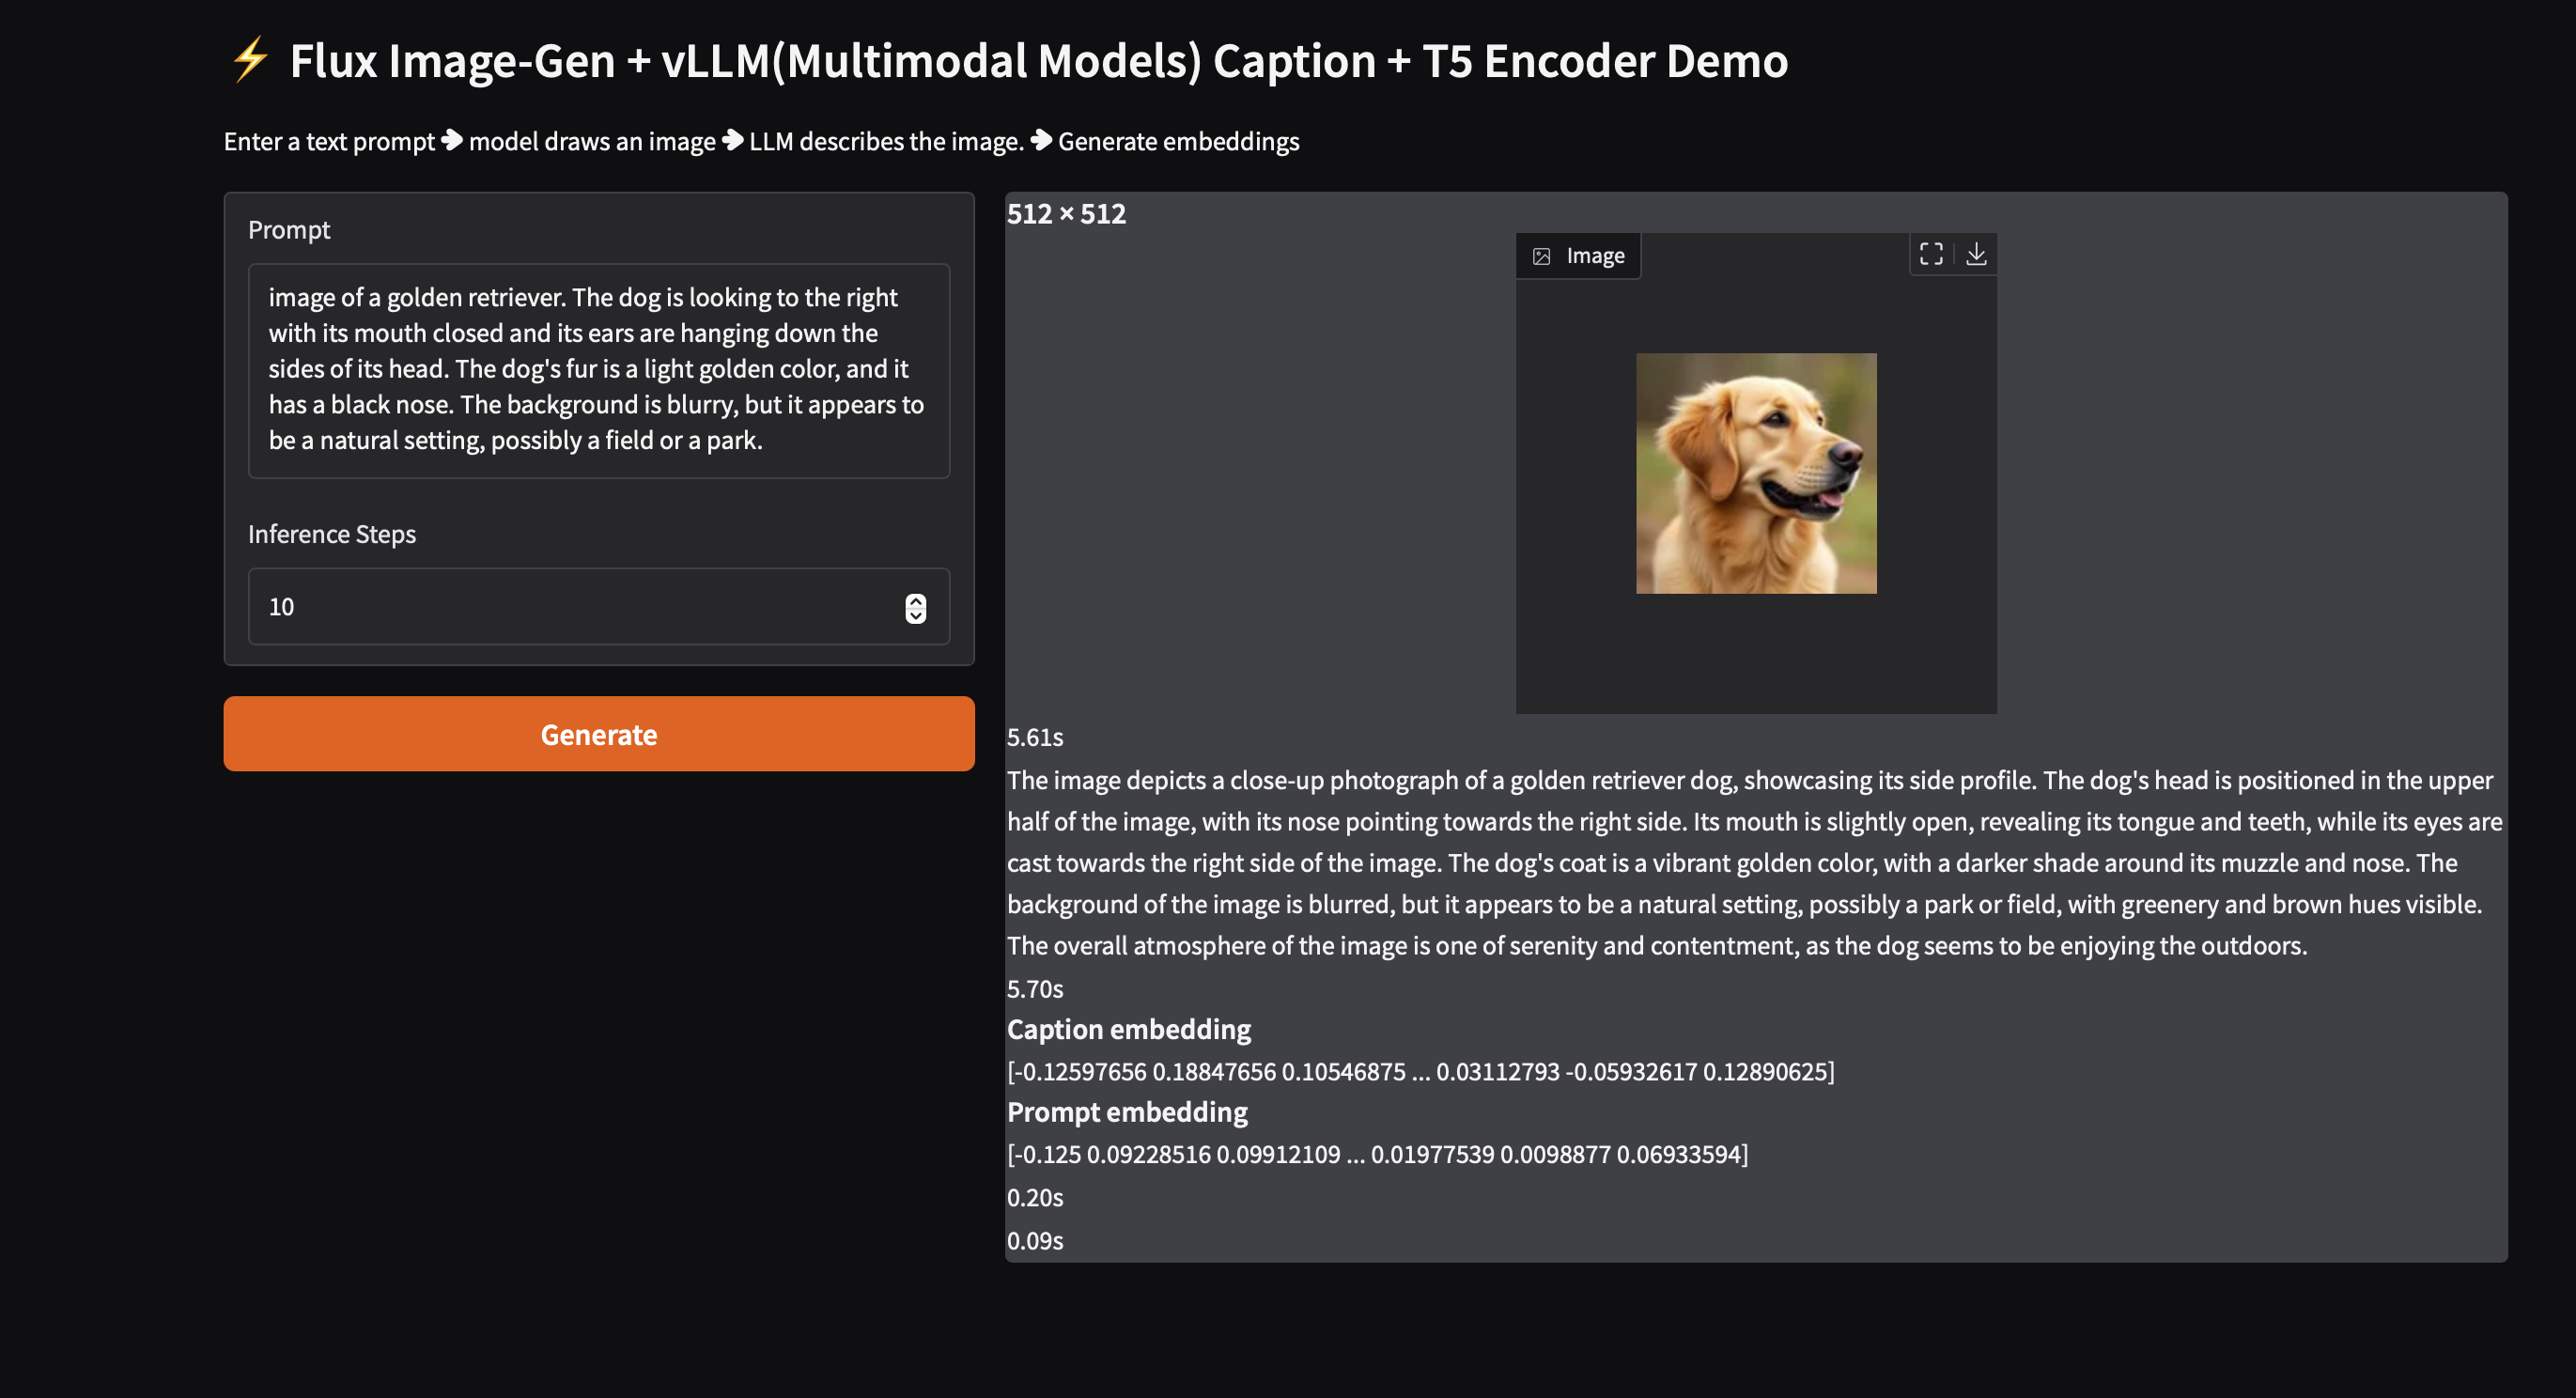 ⚡ Flux Image-Gen + vLLM(Multimodal Models) Caption + T5 Encoder Demo
Enter a text prompt 🡆 model draws an image 🡆 LLM describes the image. 🡆 Generate embeddings
Prompt
image of a golden retriever. The dog is looking to the right
with its mouth closed and its ears are hanging down the
sides of its head. The dog's fur is a light golden color, and it
has a black nose. The background is blurry, but it appears to
be a natural setting, possibly a field or a park.
Inference Steps
10
Generate
512 × 512
Image
5.61s
The image depicts a close-up photograph of a golden retriever dog, showcasing its side profile. The dog's head is positioned in the upper
half of the image, with its nose pointing towards the right side. Its mouth is slightly open, revealing its tongue and teeth, while its eyes are
cast towards the right side of the image. The dog's coat is a vibrant golden color, with a darker shade around its muzzle and nose. The
background of the image is blurred, but it appears to be a natural setting, possibly a park or field, with greenery and brown hues visible.
The overall atmosphere of the image is one of serenity and contentment, as the dog seems to be enjoying the outdoors.
5.70s
Caption embedding
[-0.12597656 0.18847656 0.10546875 ... 0.03112793 -0.05932617 0.12890625]
Prompt embedding
[-0.125 0.09228516 0.09912109 ... 0.01977539 0.0098877 0.06933594]
0.20s
0.09s